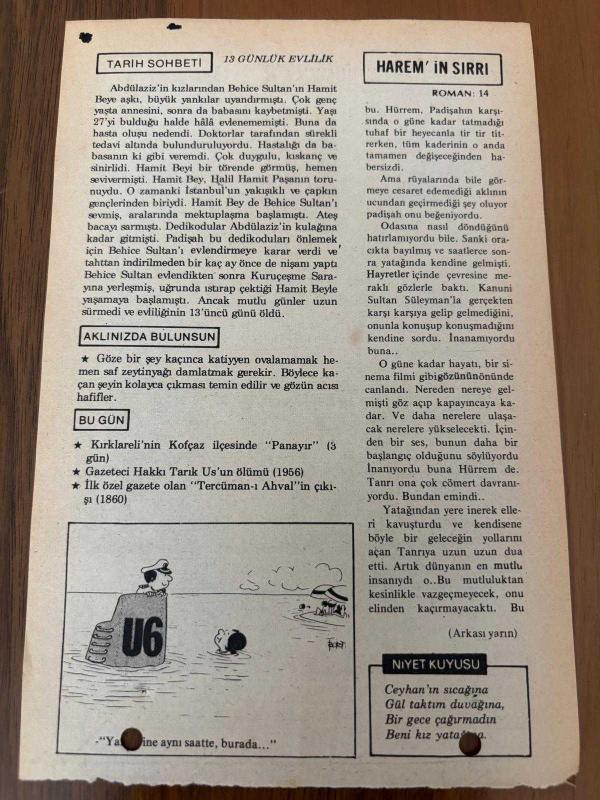 TARİH SOHBETİ
13 GÜNLÜK EVLİLİK
Abdülaziz'in kızlarından Behice Sultan'ın Hamit
Beye aşkı, büyük yankılar uyandırmıştı. Çok genç
yaşta annesini, sonra da babasını kaybetmişti. Yaşı
27'yi bulduğu halde hâlâ evlenememişti. Buna da
hasta oluşu nedendi. Doktorlar tarafından sürekli
tedavi altında bulunduruluyordu. Hastalığı da ba-
basının ki gibi veremdi. Çok duygulu, kıskanç ve
sinirlidi. Hamit Beyi bir törende görmüş, hemen
sevivermişti. Hamit Bey, Halil Hamit Paşanın toru-
nuydu. O zamanki İstanbul'un yakışıklı ve çapkın
gençlerinden biriydi. Hamit Bey de Behice Sultan'ı
sevmiş, aralarında mektuplaşma başlamıştı. Ateş
bacayı sarmıştı. Dedikodular Abdülaziz'in kulağına
kadar gitmişti. Padişah bu dedikoduları önlemek
için Behice Sultan'ı evlendirmeye karar verdi ve
tahttan indirilmeden bir kaç ay önce de nişanı yaptı
Behice Sultan evlendikten sonra Kuruçeşme Sara-
yına yerleşmiş, uğrunda ıstırap çektiği Hamit Beyle
yaşamaya başlamıştı. Ancak mutlu günler uzun
sürmedi ve evliliğinin 13'üncü günü öldü.
AKLINIZDA BULUNSUN
★ Göze bir şey kaçınca katiyyen ovalamamak he-
men saf zeytinyağı damlatmak gerekir. Böylece ka-
çan şeyin kolayca çıkması temin edilir ve gözün acısı
hafifler.
BU GÜN
★ Kırklareli'nin Kofçaz ilçesinde "Panayır" (3
gün)
★ Gazeteci Hakkı Tarık Us'un ölümü (1956)
★ İlk özel gazete olan "Tercüman-ı Ahval"in çıkı-
şı (1860)
U6
ine aynı saatte, burada..."
HAREM' İN SIRRI
ROMAN: 14
bu. Hürrem, Padişahın karşı-
sında o güne kadar tatmadığı
tuhaf bir heyecanla tir tir tit-
rerken, tüm kaderinin o anda
tamamen değişeceğinden ha-
bersizdi.
Ama rüyalarında bile gör-
meye cesaret edemediği aklının
ucundan geçirmediği şey oluyor
padişah onu beğeniyordu.
Odasına nasıl döndüğünü
hatırlamıyordu bile. Sanki ora-
cıkta bayılmış ve saatlerce son-
ra yatağında kendine gelmişti.
Hayretler içinde çevresine me-
raklı gözlerle baktı. Kanuni
Sultan Süleyman'la gerçekten
karşı karşıya gelip gelmediğini,
onunla konuşup konuşmadığını
kendine sordu. İnanamıyordu
buna..
O güne kadar hayatı, bir si-
nema filmi gibi gözünün önünde
canlandı. Nereden nereye gel-
mişti göz açıp kapayıncaya ka-
dar. Ve daha nerelere ulaşa-
cak nerelere yükselecekti. İçin-
den bir ses, bunun daha bir
başlangıç olduğunu söylüyordu
İnanıyordu buna Hürrem de.
Tanrı ona çok cömert davranı-
yordu. Bundan emindi..
Yatağından yere inerek elle-
ri kavuşturdu ve kendisene
böyle bir geleceğin yollarını
açan Tanrıya uzun uzun dua
etti. Artık dünyanın en mutlu
insanıydı o..Bu mutluluktan
kesinlikle vazgeçmeyecek, onu
elinden kaçırmayacaktı. Bu
(Arkası yarın)
NİYET KUYUSU
Ceyhan'ın sıcağına
Gül taktım duvağına,
Bir gece çağırmadın
Beni kız yatağına.